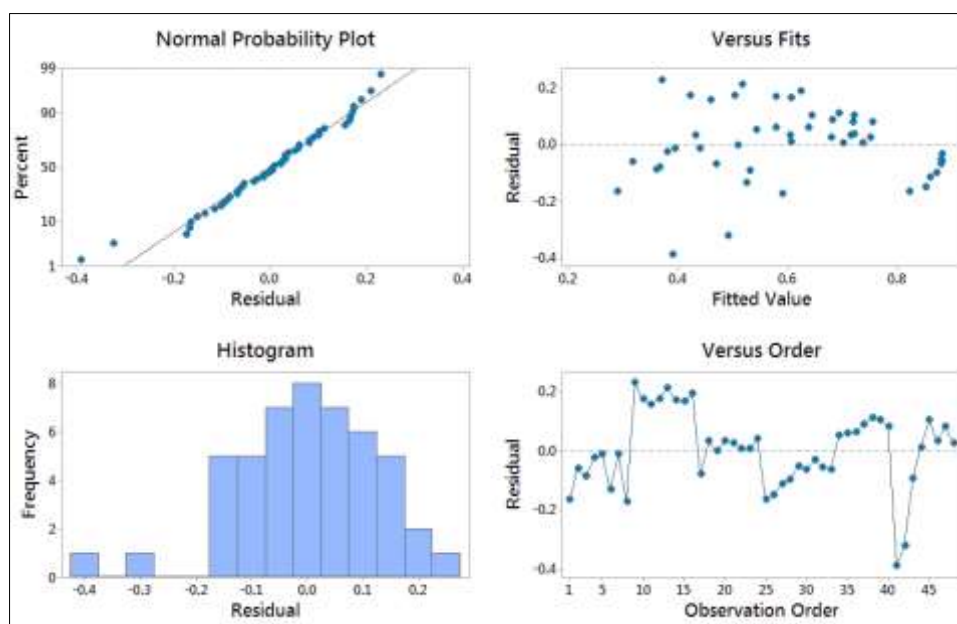 Normal Probability Plot
99
90
50
10
1
Percent
-0.4 -0.2 0.0 0.2 0.4
Residual
Versus Fits
0.2
0.0
-0.2
-0.4
Residual
0.2 0.4 0.6 0.8
Fitted Value
Histogram
8
6
4
2
0
Frequency
-0.4 -0.3 -0.2 -0.1 0.0 0.1 0.2
Residual
Versus Order
0.2
0.0
-0.2
-0.4
Residual
1 5 10 15 20 25 30 35 40 45
Observation Order